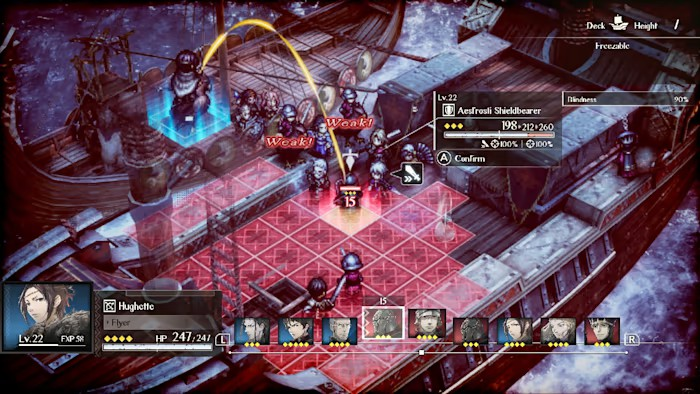 Deck Height /
Freezable
Lv.22
Aesfrosti Shieldbearer
198+212+260
100% 100%
A Confirm
Blindness 90%
Weak!
Weak!
15
Hughette
Flyer
Lv.22 EXP 58
HP 247/247
15
L R